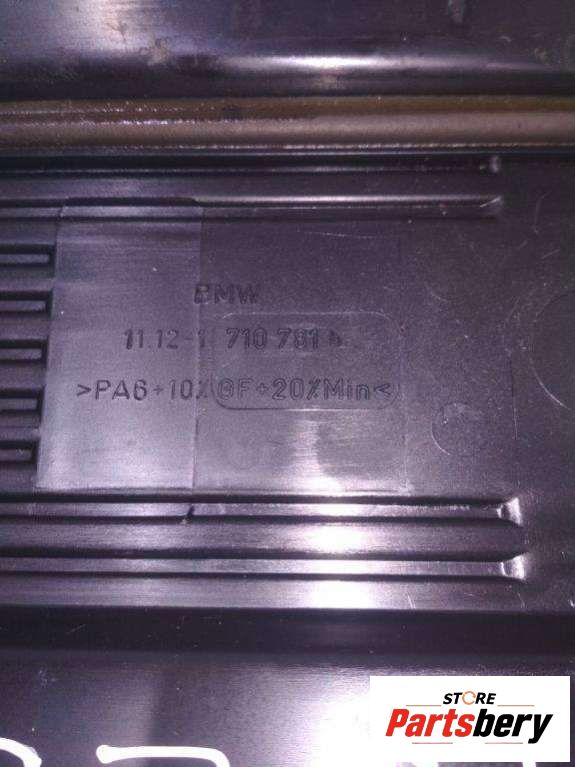 BMW
11.12-1 710 781
>PA6+10%GF+20%Min<
STORE
Partsbery